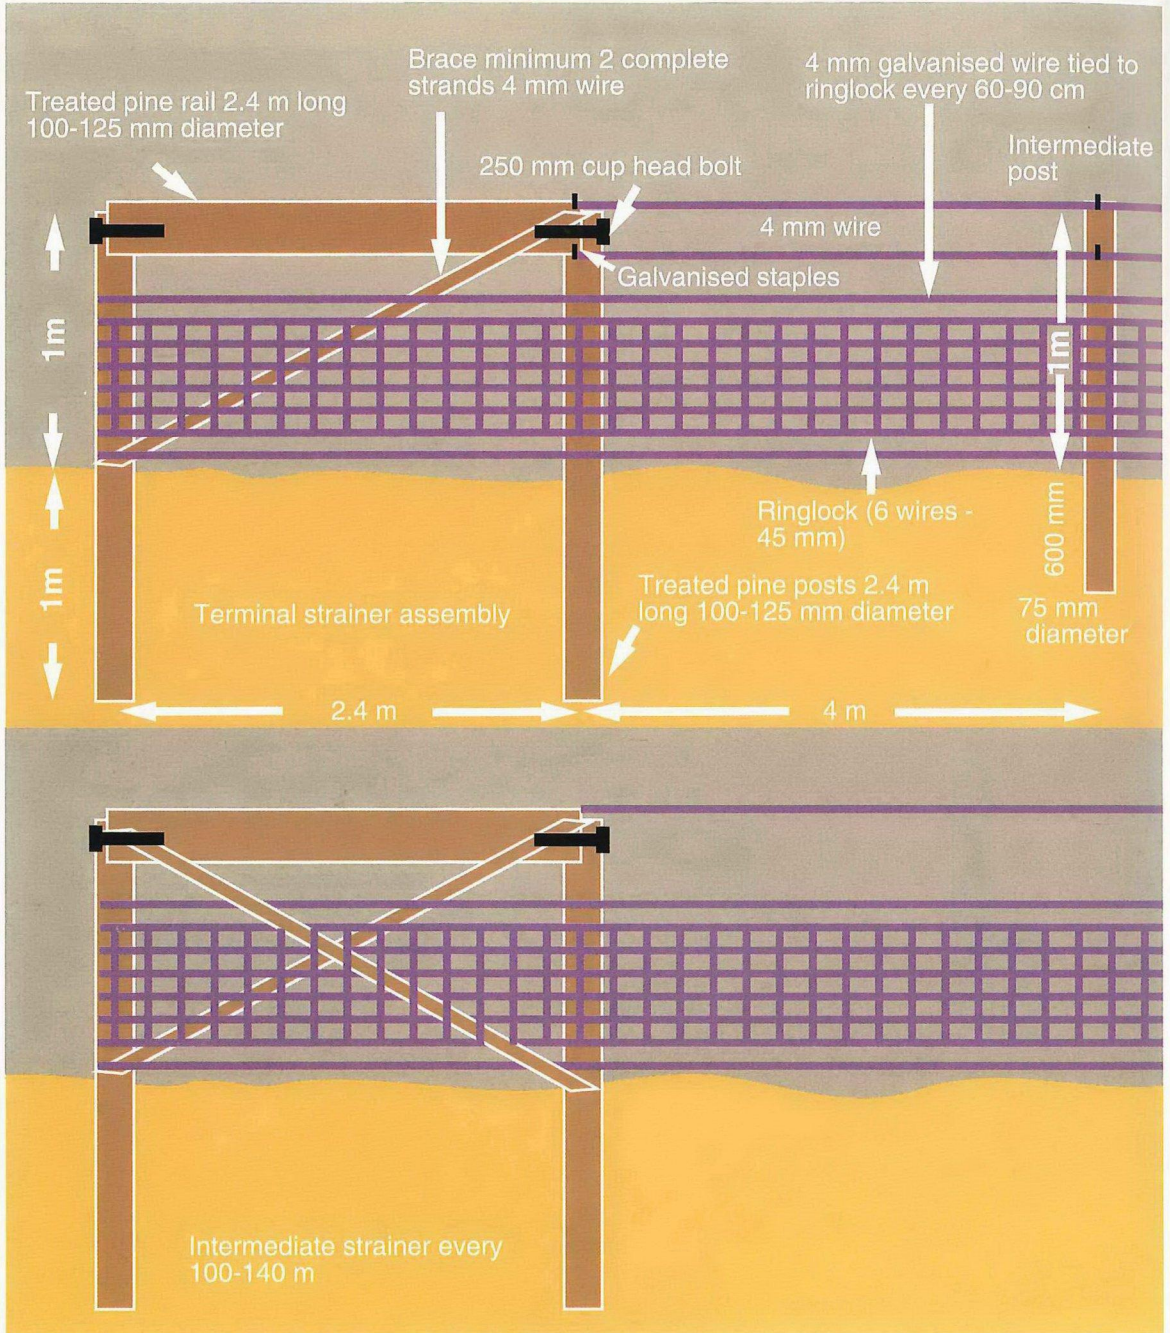 Brace minimum 2 complete
strands 4 mm wire
4 mm galvanised wire tied to
ringlock every 60-90 cm
Treated pine rail 2.4 m long
100-125 mm diameter
250 mm cup head bolt
Intermediate
post
4 mm wire
Galvanised staples
1m
1m
Ringlock (6 wires -
45 mm)
600 mm
1m
Terminal strainer assembly
Treated pine posts 2.4 m
long 100-125 mm diameter
75 mm
diameter
2.4 m
4 m
Intermediate strainer every
100-140 m